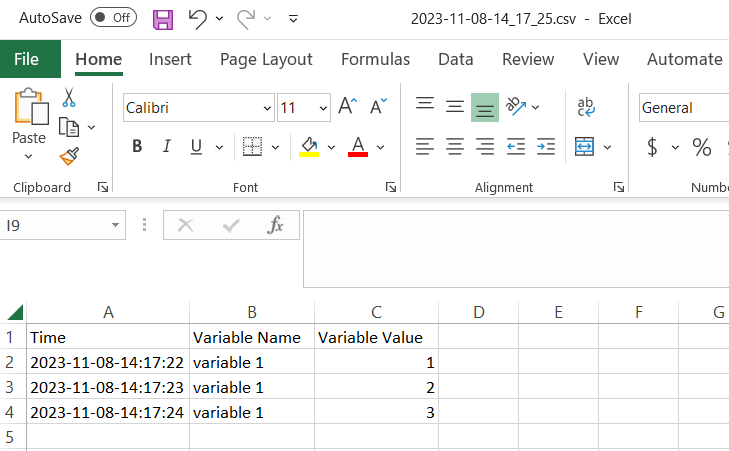 AutoSave Off 2023-11-08-14_17_25.csv - Excel
File Home Insert Page Layout Formulas Data Review View Automate
Paste Calibri 11 A A ab General
B I U A $ %
Clipboard Font Alignment
I9 fx
A B C D E F G
1 Time Variable Name Variable Value
2 2023-11-08-14:17:22 variable 1 1
3 2023-11-08-14:17:23 variable 1 2
4 2023-11-08-14:17:24 variable 1 3
5